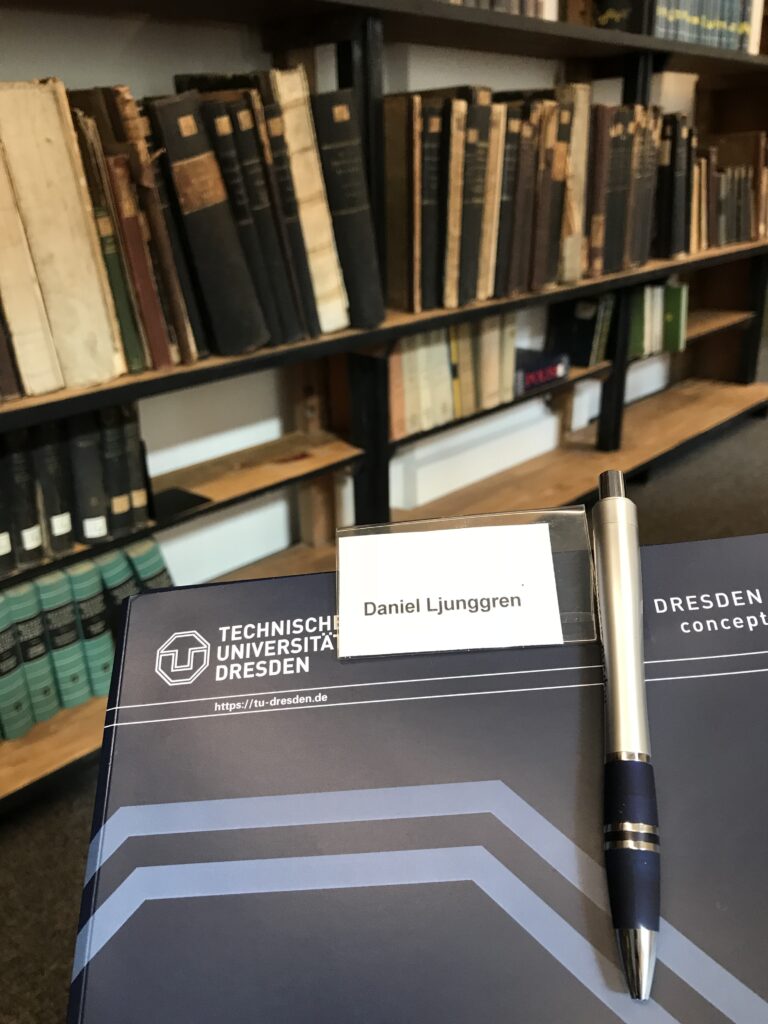 Daniel Ljunggren
TECHNISCHE
UNIVERSITÄT
DRESDEN
https://tu-dresden.de
DRESDEN
concept